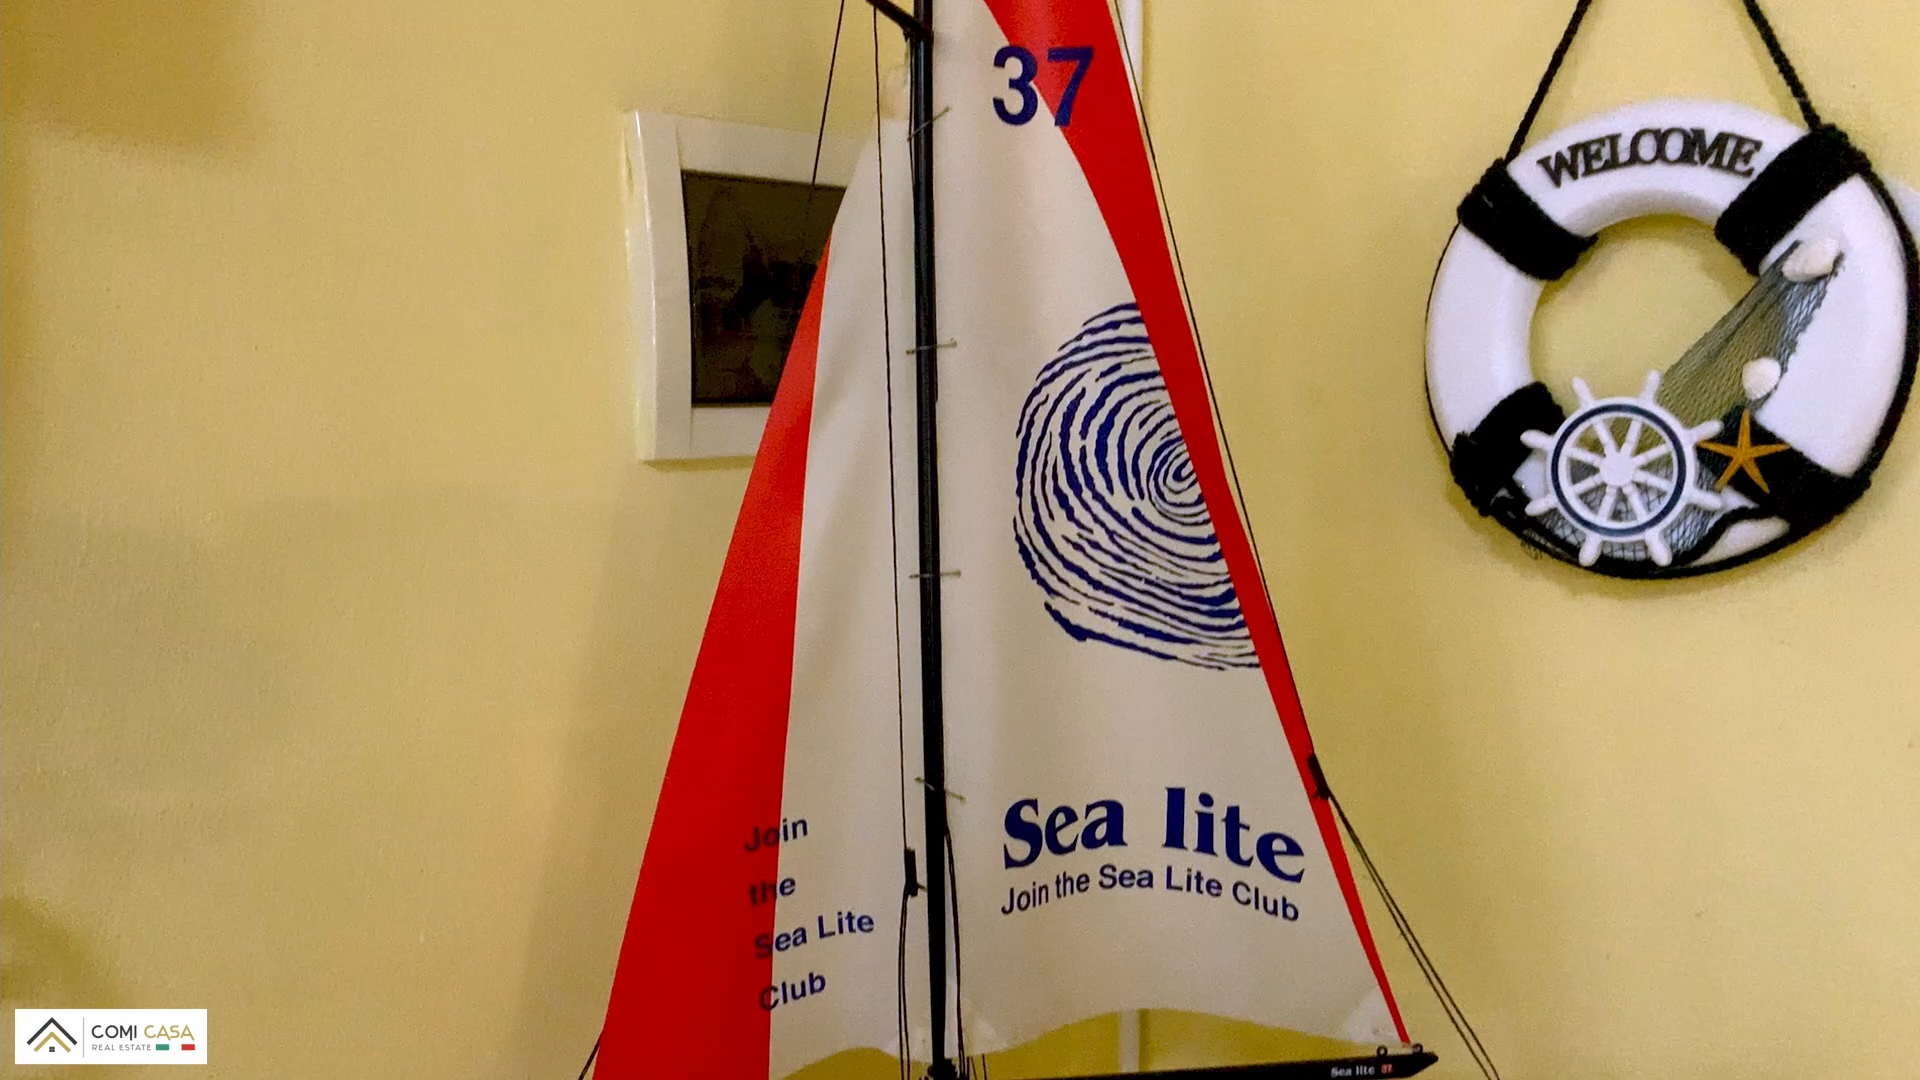 37
WELCOME
Sea lite
Join the Sea Lite Club
Join
the
Sea Lite
Club
Sea lite 37
COMI CASA
REAL ESTATE